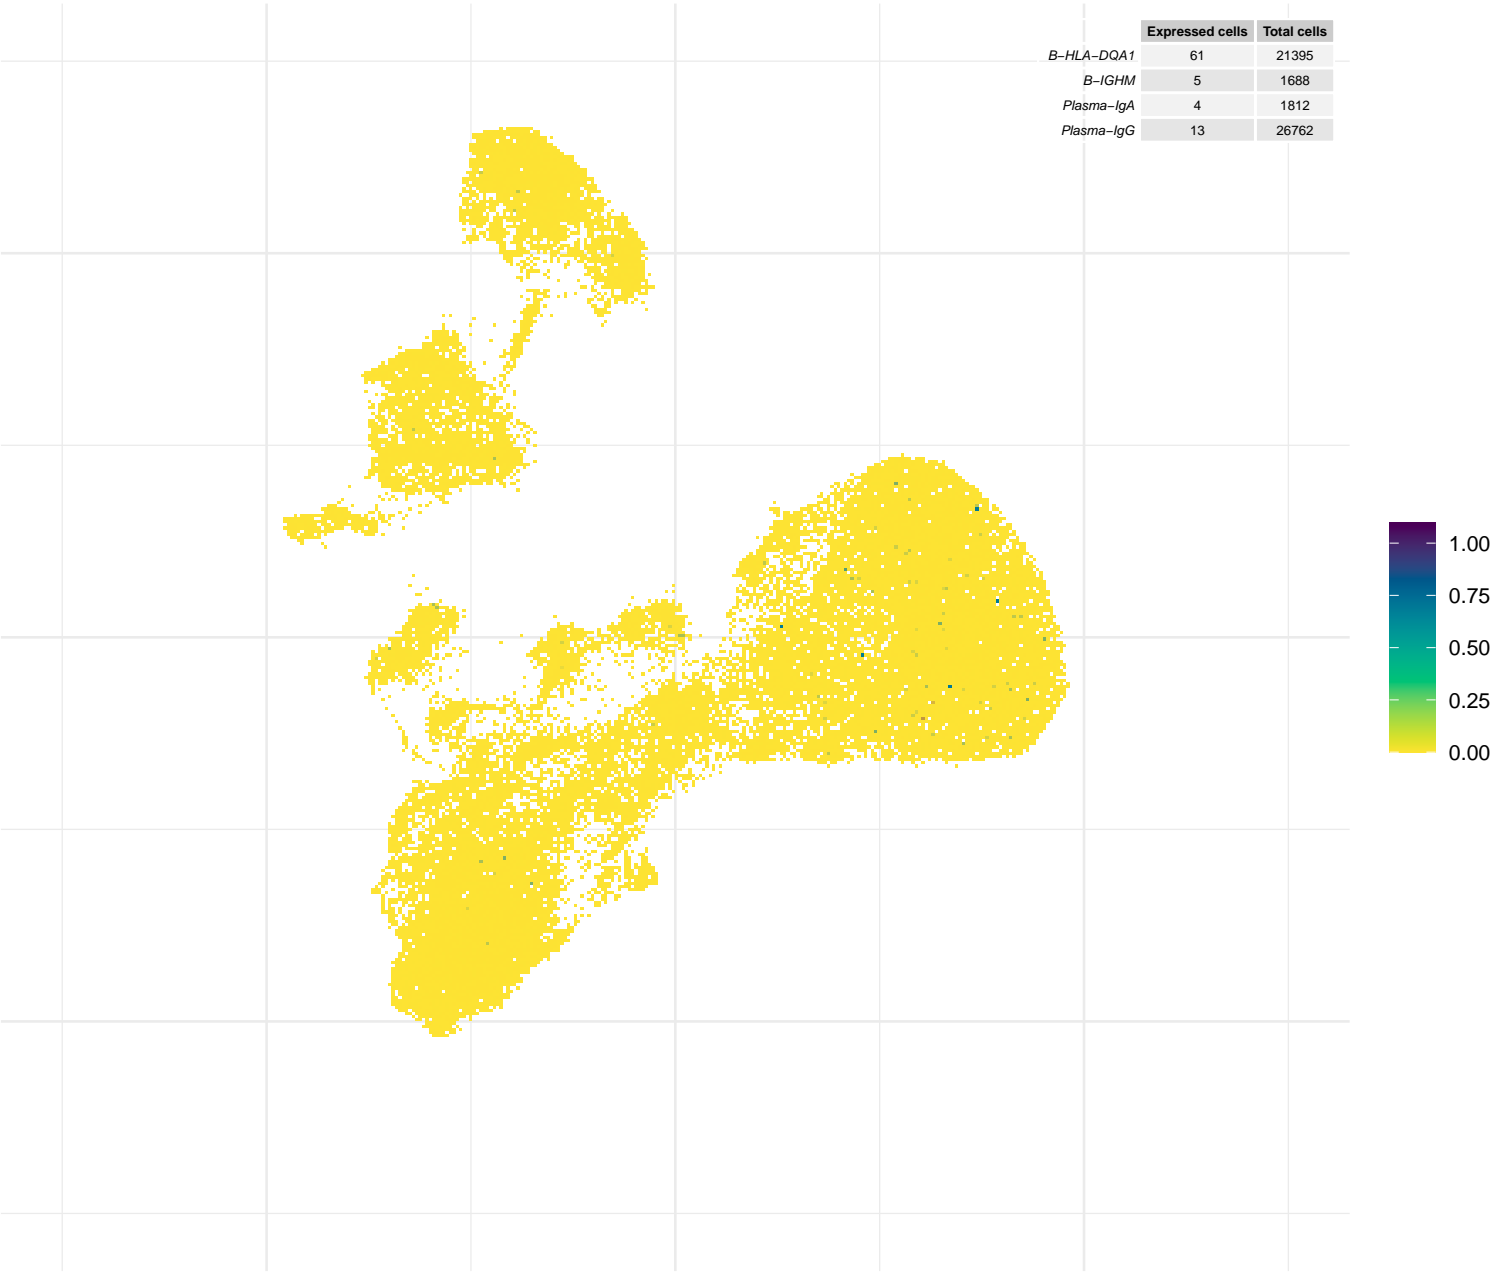 Expressed cells Total cells
B−HLA−DQA1 61 21395
B−IGHM 5 1688
Plasma−IgA 4 1812
Plasma−IgG 13 26762
1.00
0.75
0.50
0.25
0.00